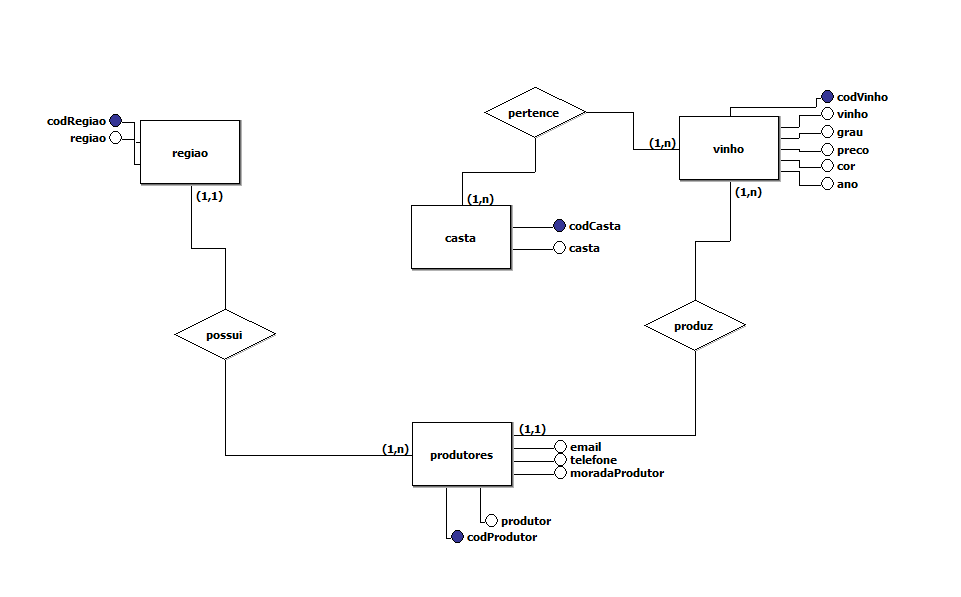 codRegiao
regiao
regiao
(1,1)
pertence
(1,n)
vinho
codVinho
vinho
grau
preco
cor
ano
(1,n)
(1,n)
casta
codCasta
casta
possui
produz
(1,n)
produtores
(1,1)
email
telefone
moradaProdutor
produtor
codProdutor